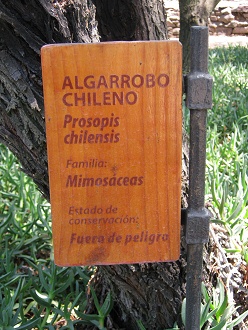 ALGARROBO
CHILENO
Prosopis
chilensis
Familia:
Mimosáceas
Estado de
conservación:
Fuera de peligro